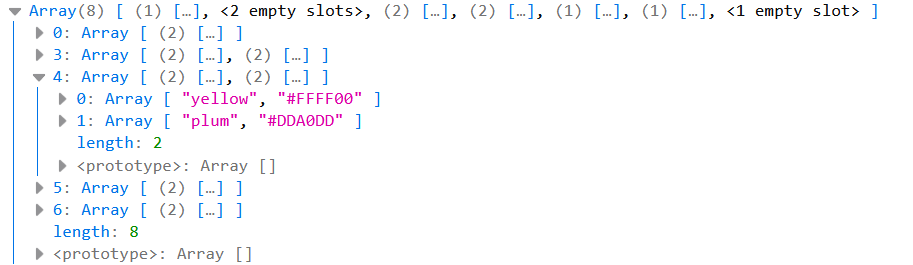 Array(8) [ (1) […], <2 empty slots>, (2) […], (2) […], (1) […], (1) […], <1 empty slot> ]
0: Array [ (2) […] ]
3: Array [ (2) […], (2) […] ]
4: Array [ (2) […], (2) […] ]
0: Array [ "yellow", "#FFFF00" ]
1: Array [ "plum", "#DDA0DD" ]
length: 2
<prototype>: Array []
5: Array [ (2) […] ]
6: Array [ (2) […] ]
length: 8
<prototype>: Array []